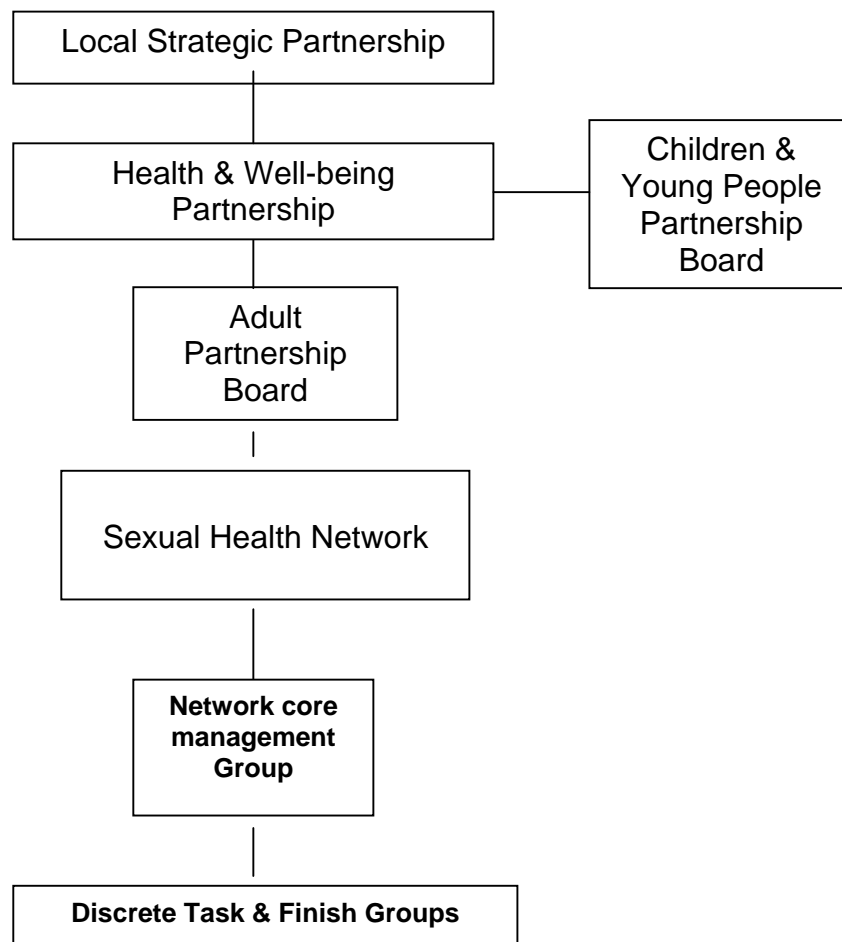 Local Strategic Partnership
Health & Well-being
Partnership
Children &
Young People
Partnership
Board
Adult
Partnership
Board
Sexual Health Network
Network core
management
Group
Discrete Task & Finish Groups